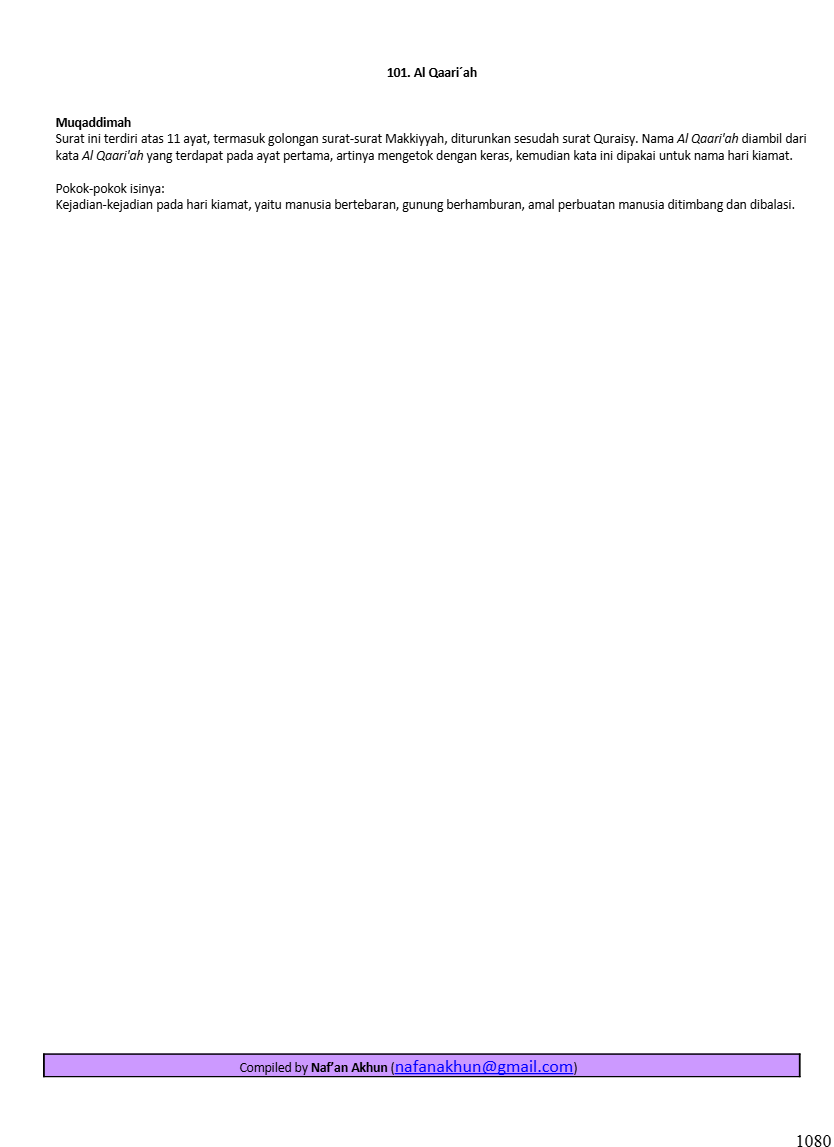 101. Al Qaari´ah
Muqaddimah
Surat ini terdiri atas 11 ayat, termasuk golongan surat-surat Makkiyyah, diturunkan sesudah surat Quraisy. Nama Al Qaari'ah diambil dari
kata Al Qaari'ah yang terdapat pada ayat pertama, artinya mengetok dengan keras, kemudian kata ini dipakai untuk nama hari kiamat.
Pokok-pokok isinya:
Kejadian-kejadian pada hari kiamat, yaitu manusia bertebaran, gunung berhamburan, amal perbuatan manusia ditimbang dan dibalasi.
Compiled by Naf’an Akhun (nafanakhun@gmail.com)
1080